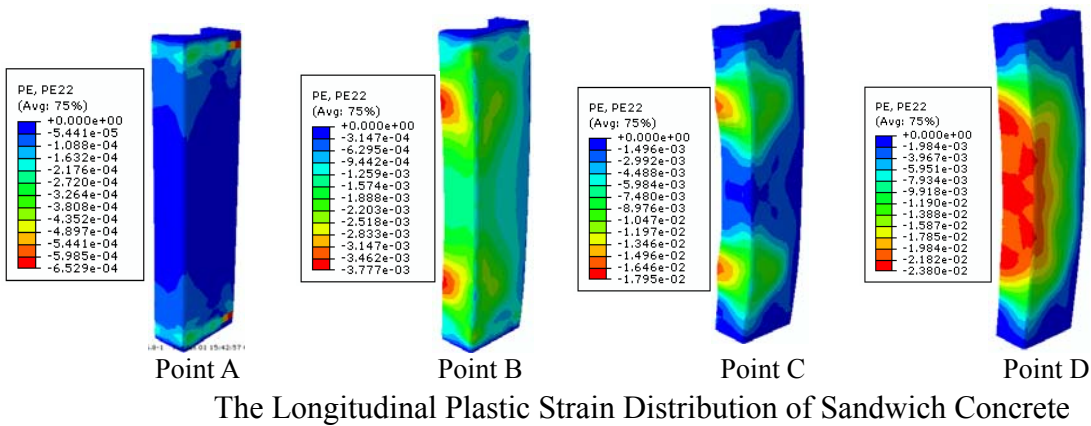 PE, PE22
(Avg: 75%)
+0.000e+00
-5.441e-05
-1.088e-04
-1.632e-04
-2.176e-04
-2.720e-04
-3.264e-04
-3.808e-04
-4.352e-04
-4.897e-04
-5.441e-04
-5.985e-04
-6.529e-04
15:42:57
Point A
PE, PE22
(Avg: 75%)
+0.000e+00
-3.147e-04
-6.295e-04
-9.442e-04
-1.259e-03
-1.574e-03
-1.888e-03
-2.203e-03
-2.518e-03
-2.833e-03
-3.147e-03
-3.462e-03
-3.777e-03
Point B
PE, PE22
(Avg: 75%)
+0.000e+00
-1.496e-03
-2.992e-03
-4.488e-03
-5.984e-03
-7.480e-03
-8.976e-03
-1.047e-02
-1.197e-02
-1.346e-02
-1.496e-02
-1.646e-02
-1.795e-02
Point C
PE, PE22
(Avg: 75%)
+0.000e+00
-1.984e-03
-3.967e-03
-5.951e-03
-7.934e-03
-9.918e-03
-1.190e-02
-1.388e-02
-1.587e-02
-1.785e-02
-1.984e-02
-2.182e-02
-2.380e-02
Point D
The Longitudinal Plastic Strain Distribution of Sandwich Concrete